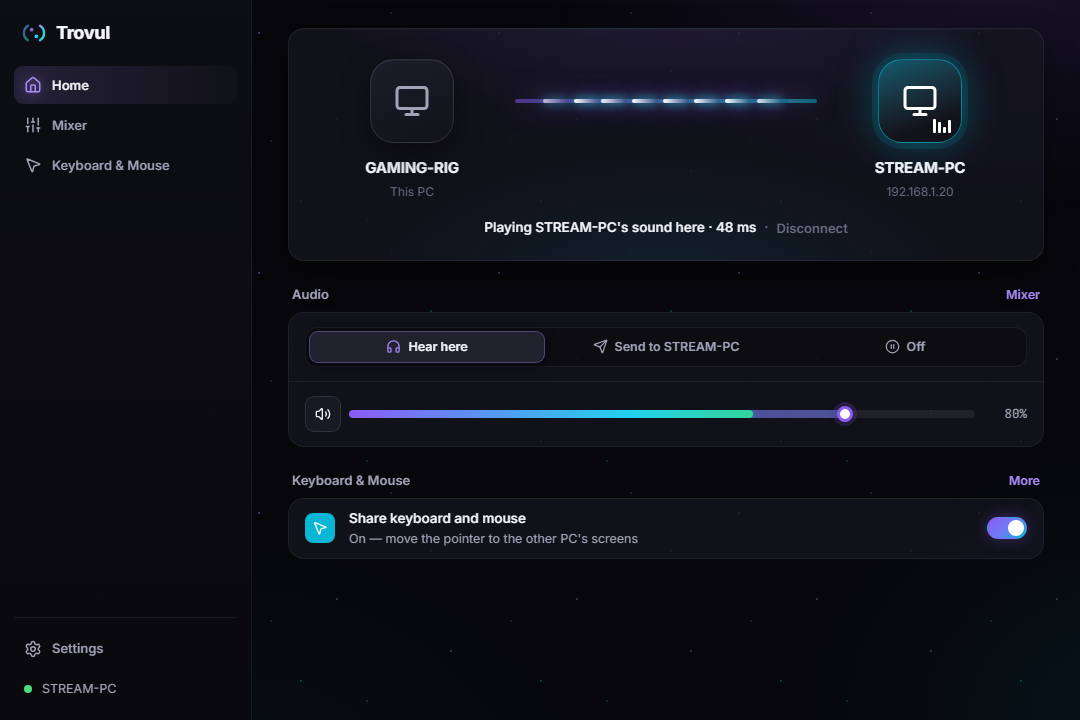 Trovul
Home
Mixer
Keyboard & Mouse
Settings
STREAM-PC
GAMING-RIG
This PC
STREAM-PC
192.168.1.20
Playing STREAM-PC's sound here · 48 ms · Disconnect
Audio
Mixer
Hear here
Send to STREAM-PC
Off
80%
Keyboard & Mouse
More
Share keyboard and mouse
On — move the pointer to the other PC's screens